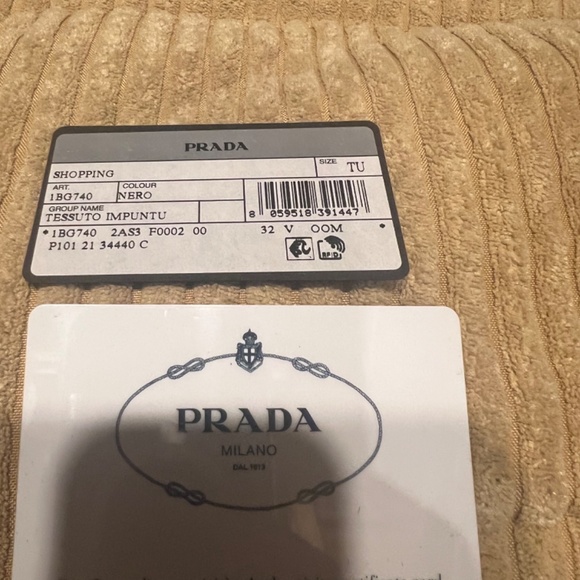 PRADA
SHOPPING SIZE TU
ART. COLOUR
1BG740 NERO
GROUP NAME
TESSUTO IMPUNTU
8 059518 391447
*1BG740 2AS3 F0002 00 32 V OOM *
P101 21 34440 C
RFID
PRADA
MILANO
DAL 1913